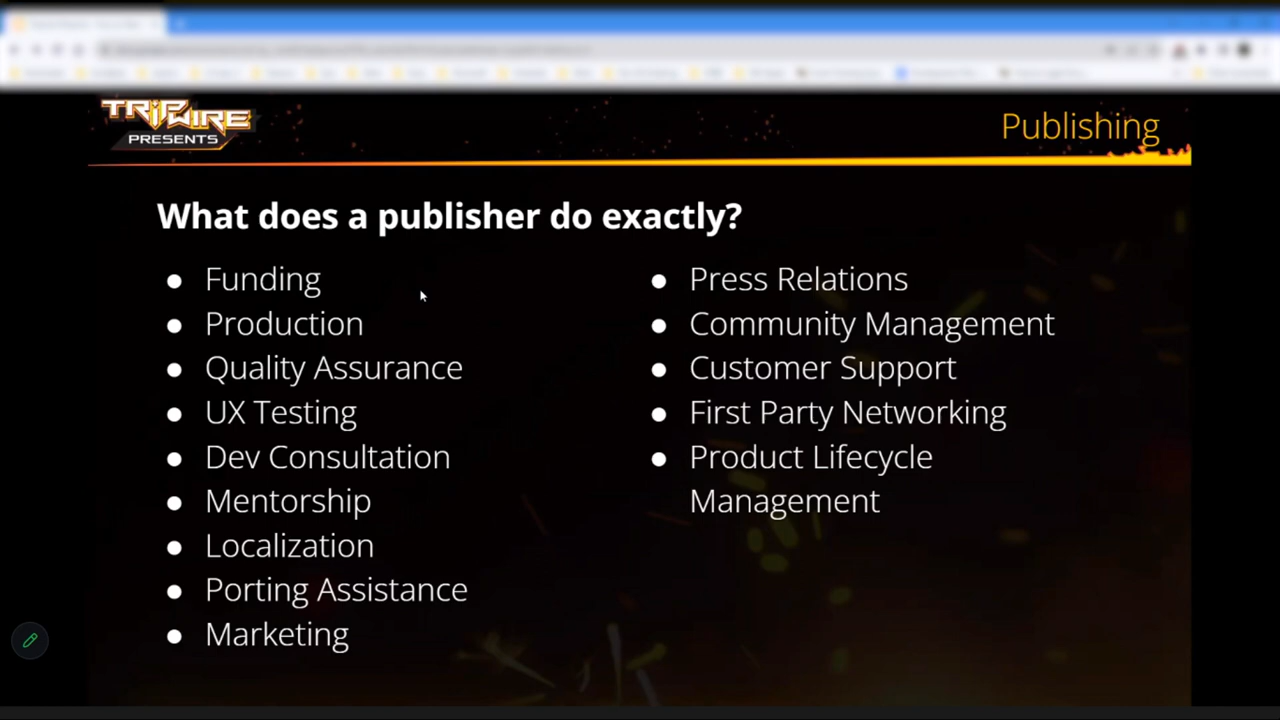 TRIPWIRE
PRESENTS
Publishing
What does a publisher do exactly?
● Funding
● Production
● Quality Assurance
● UX Testing
● Dev Consultation
● Mentorship
● Localization
● Porting Assistance
● Marketing
● Press Relations
● Community Management
● Customer Support
● First Party Networking
● Product Lifecycle
Management